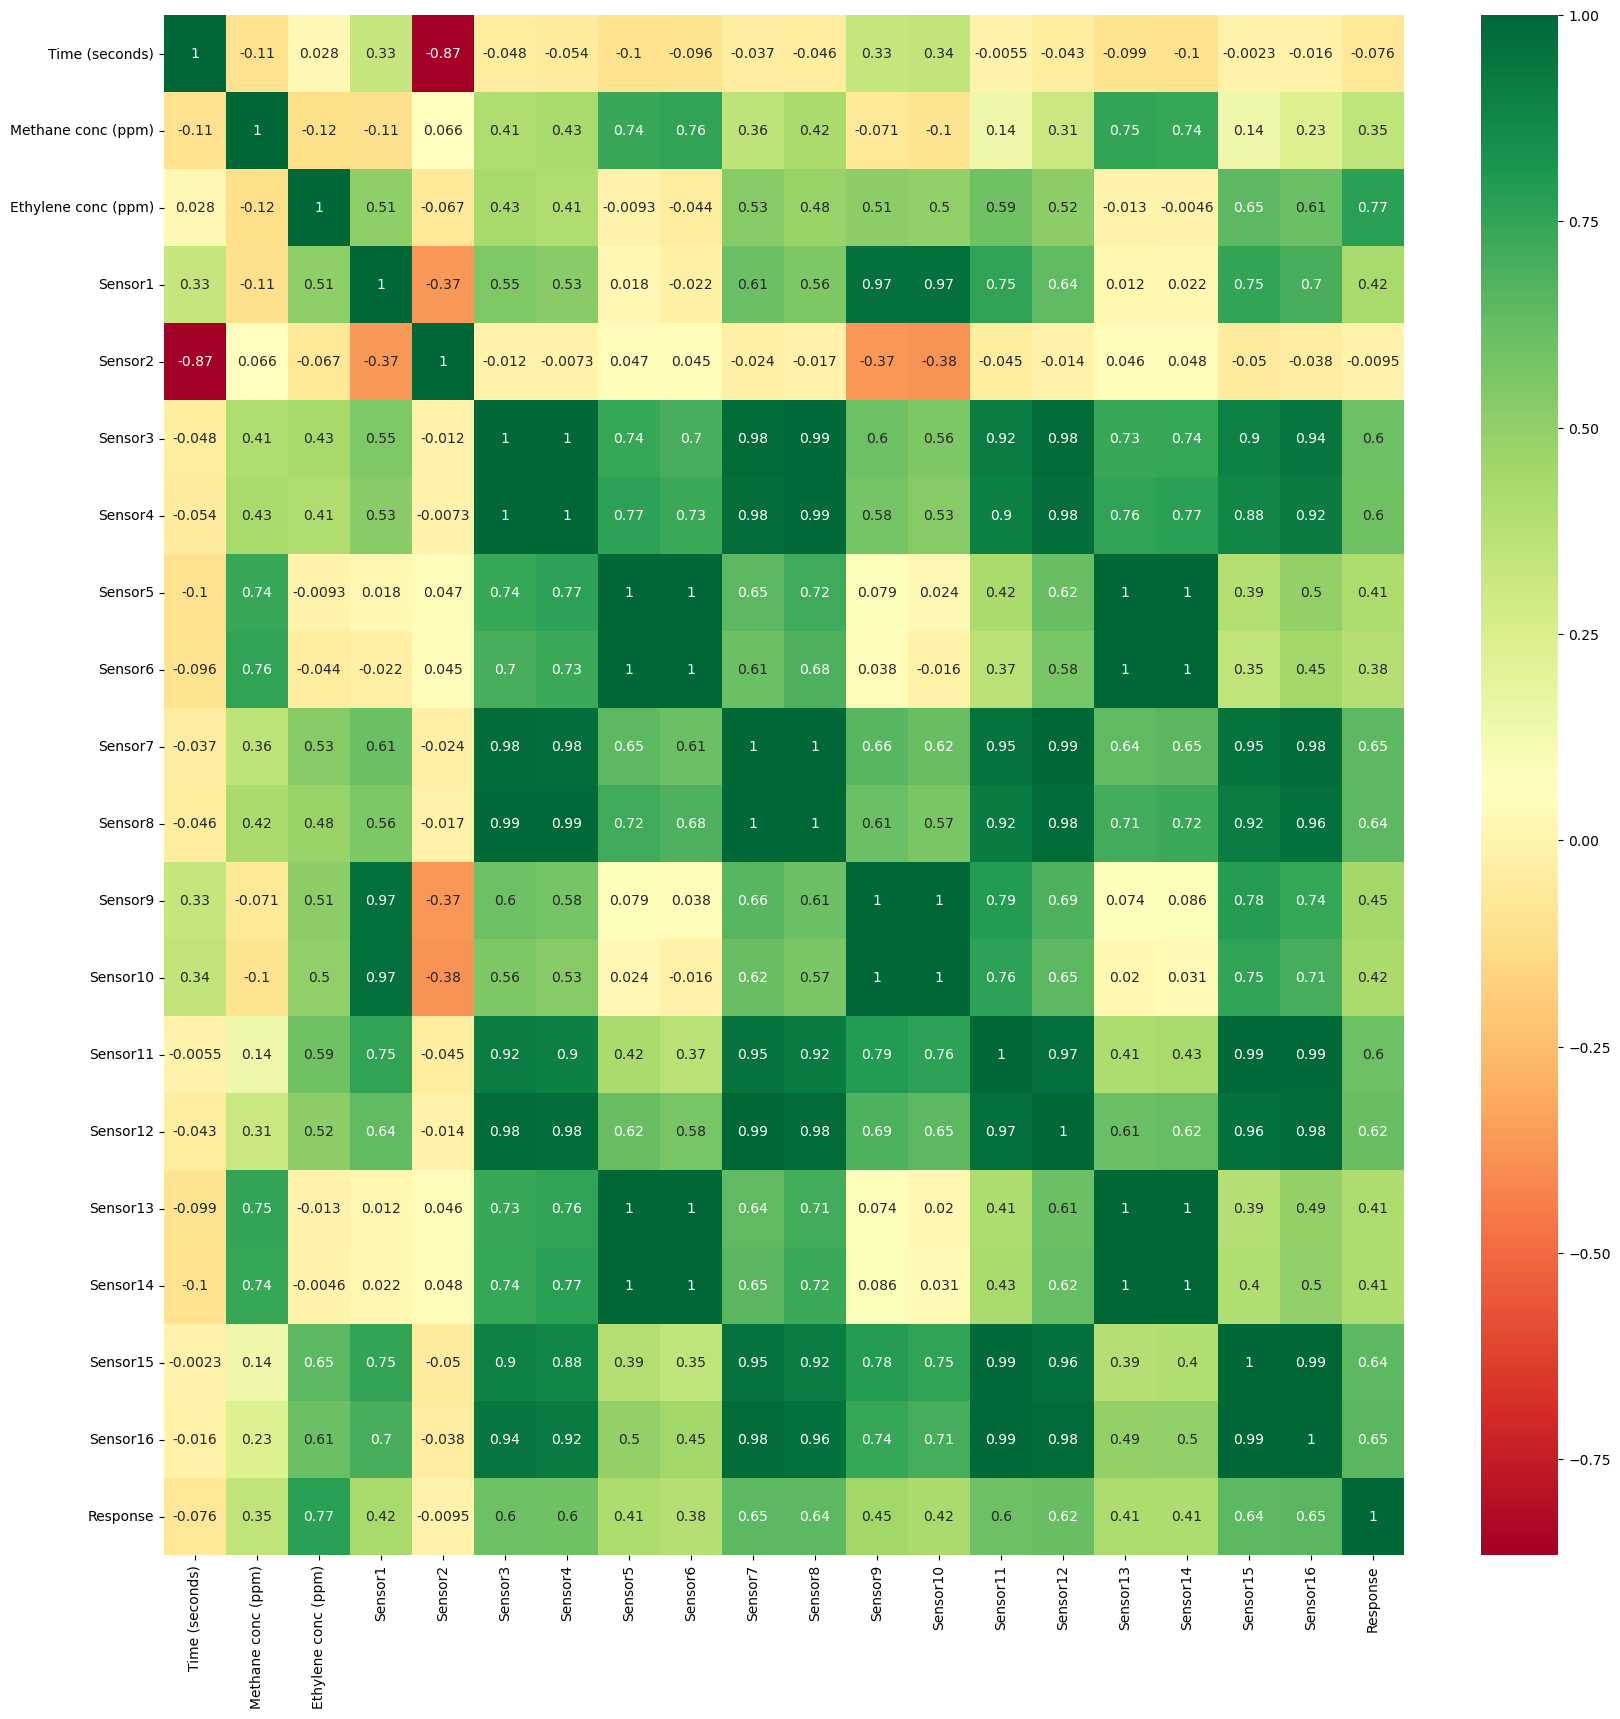 Time (seconds) 1 -0.11 0.028 0.33 -0.87 -0.048 -0.054 -0.1 -0.096 -0.037 -0.046 0.33 0.34 -0.0055 -0.043 -0.099 -0.1 -0.0023 -0.016 -0.076
Methane conc (ppm) -0.11 1 -0.12 -0.11 0.066 0.41 0.43 0.74 0.76 0.36 0.42 -0.071 -0.1 0.14 0.31 0.75 0.74 0.14 0.23 0.35
Ethylene conc (ppm) 0.028 -0.12 1 0.51 -0.067 0.43 0.41 -0.0093 -0.044 0.53 0.48 0.51 0.5 0.59 0.52 -0.013 -0.0046 0.65 0.61 0.77
Sensor1 0.33 -0.11 0.51 1 -0.37 0.55 0.53 0.018 -0.022 0.61 0.56 0.97 0.97 0.75 0.64 0.012 0.022 0.75 0.7 0.42
Sensor2 -0.87 0.066 -0.067 -0.37 1 -0.012 -0.0073 0.047 0.045 -0.024 -0.017 -0.37 -0.38 -0.045 -0.014 0.046 0.048 -0.05 -0.038 -0.0095
Sensor3 -0.048 0.41 0.43 0.55 -0.012 1 1 0.74 0.7 0.98 0.99 0.6 0.56 0.92 0.98 0.73 0.74 0.9 0.94 0.6
Sensor4 -0.054 0.43 0.41 0.53 -0.0073 1 1 0.77 0.73 0.98 0.99 0.58 0.53 0.9 0.98 0.76 0.77 0.88 0.92 0.6
Sensor5 -0.1 0.74 -0.0093 0.018 0.047 0.74 0.77 1 1 0.65 0.72 0.079 0.024 0.42 0.62 1 1 0.39 0.5 0.41
Sensor6 -0.096 0.76 -0.044 -0.022 0.045 0.7 0.73 1 1 0.61 0.68 0.038 -0.016 0.37 0.58 1 1 0.35 0.45 0.38
Sensor7 -0.037 0.36 0.53 0.61 -0.024 0.98 0.98 0.65 0.61 1 1 0.66 0.62 0.95 0.99 0.64 0.65 0.95 0.98 0.65
Sensor8 -0.046 0.42 0.48 0.56 -0.017 0.99 0.99 0.72 0.68 1 1 0.61 0.57 0.92 0.98 0.71 0.72 0.92 0.96 0.64
Sensor9 0.33 -0.071 0.51 0.97 -0.37 0.6 0.58 0.079 0.038 0.66 0.61 1 1 0.79 0.69 0.074 0.086 0.78 0.74 0.45
Sensor10 0.34 -0.1 0.5 0.97 -0.38 0.56 0.53 0.024 -0.016 0.62 0.57 1 1 0.76 0.65 0.02 0.031 0.75 0.71 0.42
Sensor11 -0.0055 0.14 0.59 0.75 -0.045 0.92 0.9 0.42 0.37 0.95 0.92 0.79 0.76 1 0.97 0.41 0.43 0.99 0.99 0.6
Sensor12 -0.043 0.31 0.52 0.64 -0.014 0.98 0.98 0.62 0.58 0.99 0.98 0.69 0.65 0.97 1 0.61 0.62 0.96 0.98 0.62
Sensor13 -0.099 0.75 -0.013 0.012 0.046 0.73 0.76 1 1 0.64 0.71 0.074 0.02 0.41 0.61 1 1 0.39 0.49 0.41
Sensor14 -0.1 0.74 -0.0046 0.022 0.048 0.74 0.77 1 1 0.65 0.72 0.086 0.031 0.43 0.62 1 1 0.4 0.5 0.41
Sensor15 -0.0023 0.14 0.65 0.75 -0.05 0.9 0.88 0.39 0.35 0.95 0.92 0.78 0.75 0.99 0.96 0.39 0.4 1 0.99 0.64
Sensor16 -0.016 0.23 0.61 0.7 -0.038 0.94 0.92 0.5 0.45 0.98 0.96 0.74 0.71 0.99 0.98 0.49 0.5 0.99 1 0.65
Response -0.076 0.35 0.77 0.42 -0.0095 0.6 0.6 0.41 0.38 0.65 0.64 0.45 0.42 0.6 0.62 0.41 0.41 0.64 0.65 1
Time (seconds)
Methane conc (ppm)
Ethylene conc (ppm)
Sensor1
Sensor2
Sensor3
Sensor4
Sensor5
Sensor6
Sensor7
Sensor8
Sensor9
Sensor10
Sensor11
Sensor12
Sensor13
Sensor14
Sensor15
Sensor16
Response
1.00
0.75
0.50
0.25
0.00
−0.25
−0.50
−0.75